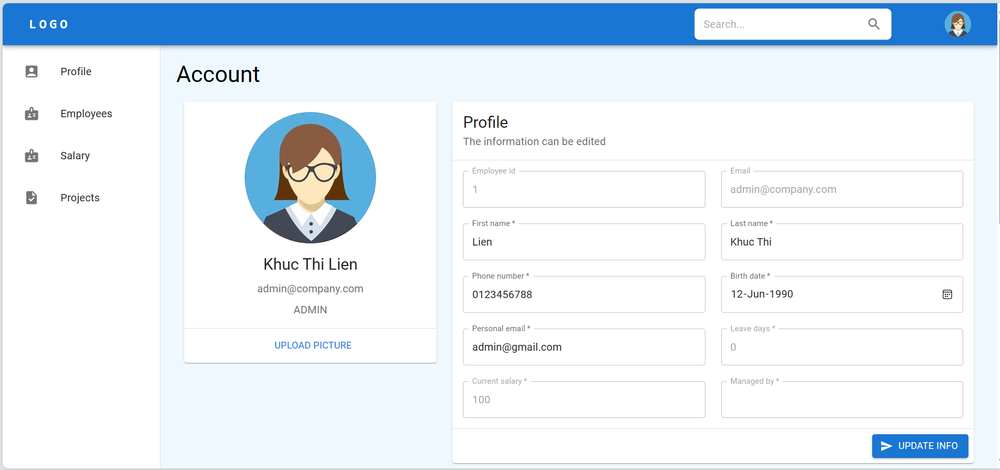 LOGO
Search...
Profile
Employees
Salary
Projects
Account
Khuc Thi Lien
admin@company.com
ADMIN
UPLOAD PICTURE
Profile
The information can be edited
Employee id
1
Email
admin@company.com
First name *
Lien
Last name *
Khuc Thi
Phone number *
0123456788
Birth date *
12-Jun-1990
Personal email *
admin@gmail.com
Leave days *
0
Current salary *
100
Managed by *
UPDATE INFO